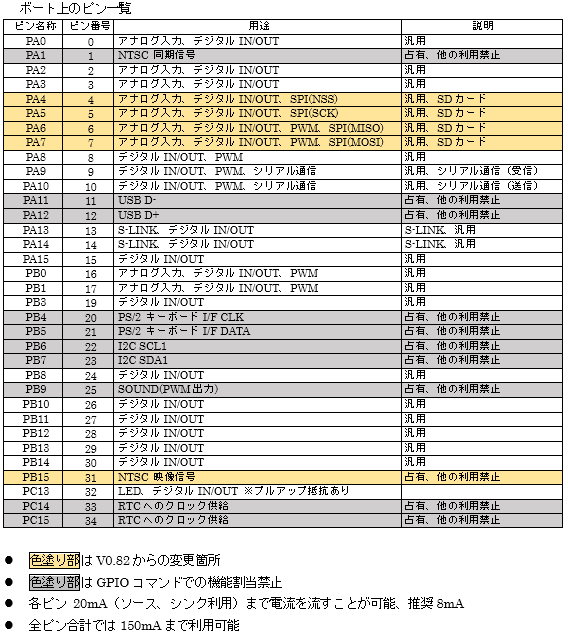 ボート上のピン一覧
ピン名称 ピン番号 用途 説明
PA0 0 アナログ入力、デジタル IN/OUT 汎用
PA1 1 NTSC 同期信号 占有、他の利用禁止
PA2 2 アナログ入力、デジタル IN/OUT 汎用
PA3 3 アナログ入力、デジタル IN/OUT 汎用
PA4 4 アナログ入力、デジタル IN/OUT、SPI(NSS) 汎用、SDカード
PA5 5 アナログ入力、デジタル IN/OUT、SPI(SCK) 汎用、SDカード
PA6 6 アナログ入力、デジタル IN/OUT、PWM、SPI(MISO) 汎用、SDカード
PA7 7 アナログ入力、デジタル IN/OUT、PWM、SPI(MOSI) 汎用、SDカード
PA8 8 デジタル IN/OUT、PWM 汎用
PA9 9 デジタル IN/OUT、PWM、シリアル通信 汎用、シリアル通信（受信）
PA10 10 デジタル IN/OUT、PWM、シリアル通信 汎用、シリアル通信（送信）
PA11 11 USB D- 占有、他の利用禁止
PA12 12 USB D+ 占有、他の利用禁止
PA13 13 S-LINK、デジタル IN/OUT S-LINK、汎用
PA14 14 S-LINK、デジタル IN/OUT S-LINK、汎用
PA15 15 デジタル IN/OUT 汎用
PB0 16 アナログ入力、デジタル IN/OUT、PWM 汎用
PB1 17 アナログ入力、デジタル IN/OUT、PWM 汎用
PB3 19 デジタル IN/OUT 汎用
PB4 20 PS/2 キーボード I/F CLK 占有、他の利用禁止
PB5 21 PS/2 キーボード I/F DATA 占有、他の利用禁止
PB6 22 I2C SCL1 占有、他の利用禁止
PB7 23 I2C SDA1 占有、他の利用禁止
PB8 24 デジタル IN/OUT 汎用
PB9 25 SOUND(PWM出力) 占有、他の利用禁止
PB10 26 デジタル IN/OUT 汎用
PB11 27 デジタル IN/OUT 汎用
PB12 28 デジタル IN/OUT 汎用
PB13 29 デジタル IN/OUT 汎用
PB14 30 デジタル IN/OUT 汎用
PB15 31 NTSC 映像信号 占有、他の利用禁止
PC13 32 LED、デジタル IN/OUT ※プルアップ抵抗あり
PC14 33 RTCへのクロック供給 占有、他の利用禁止
PC15 34 RTCへのクロック供給 占有、他の利用禁止
● 色塗り部は V0.82 からの変更箇所
● 色塗り部は GPIO コマンドでの機能割当禁止
● 各ピン 20mA（ソース、シンク利用）まで電流を流すことが可能、推奨 8mA
● 全ピン合計では 150mA まで利用可能